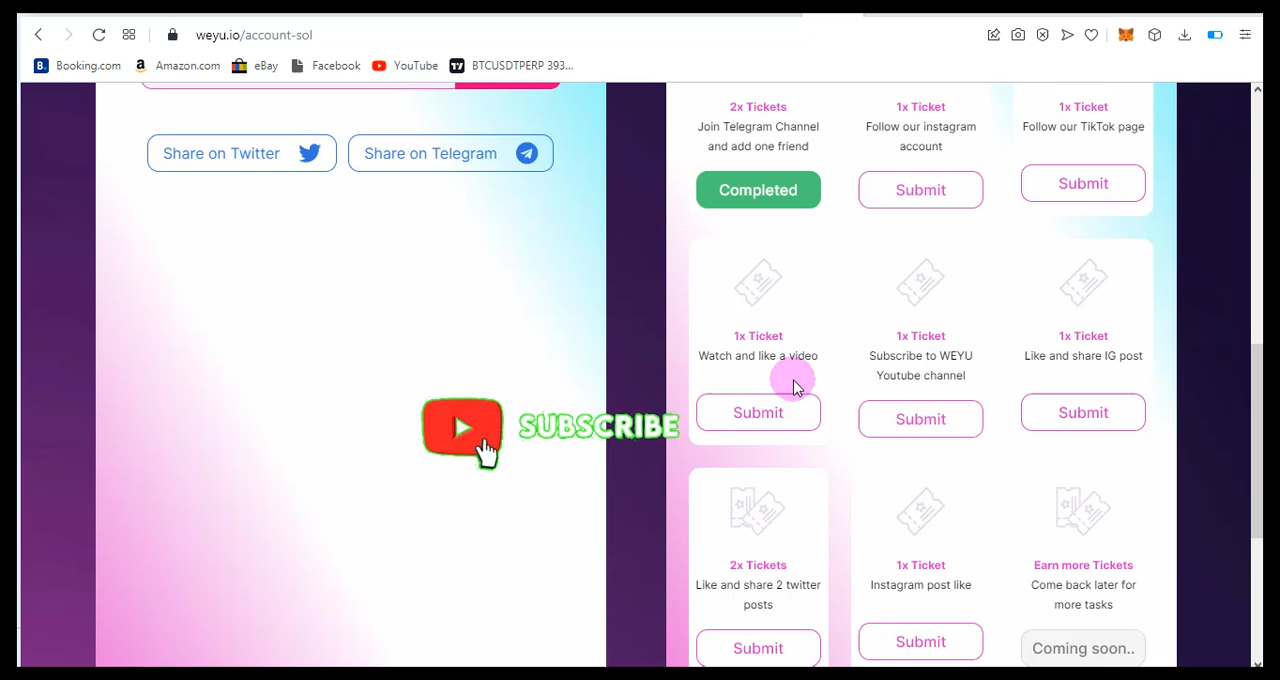 weyu.io/account-sol
B. Booking.com
a Amazon.com
eBay
Facebook
YouTube
17 BTCUSDTPERP 393...
Share on Twitter
Share on Telegram
2x Tickets
Join Telegram Channel
and add one friend
Completed
1x Ticket
Follow our instagram
account
Submit
1x Ticket
Follow our TikTok page
Submit
1x Ticket
Watch and like a video
Submit
1x Ticket
Subscribe to WEYU
Youtube channel
Submit
1x Ticket
Like and share IG post
Submit
SUBSCRIBE
2x Tickets
Like and share 2 twitter
posts
Submit
1x Ticket
Instagram post like
Submit
Earn more Tickets
Come back later for
more tasks
Coming soon..